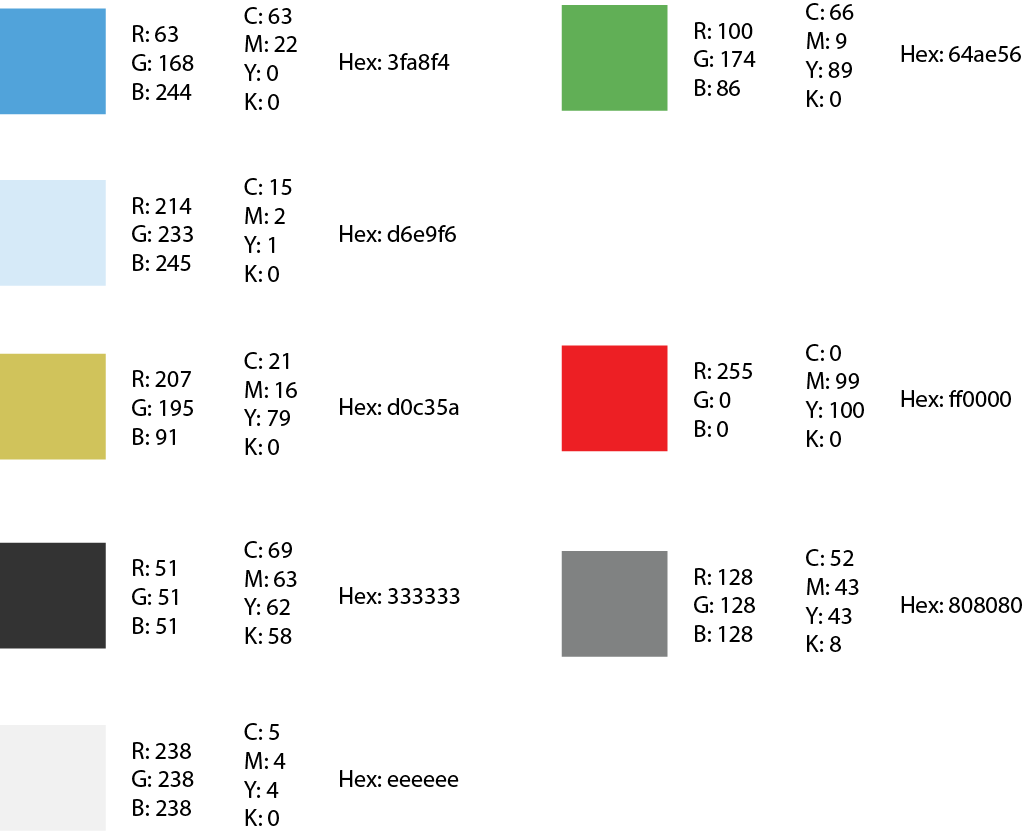 R: 63
G: 168
B: 244
C: 63
M: 22
Y: 0
K: 0
Hex: 3fa8f4
R: 100
G: 174
B: 86
C: 66
M: 9
Y: 89
K: 0
Hex: 64ae56
R: 214
G: 233
B: 245
C: 15
M: 2
Y: 1
K: 0
Hex: d6e9f6
R: 207
G: 195
B: 91
C: 21
M: 16
Y: 79
K: 0
Hex: d0c35a
R: 255
G: 0
B: 0
C: 0
M: 99
Y: 100
K: 0
Hex: ff0000
R: 51
G: 51
B: 51
C: 69
M: 63
Y: 62
K: 58
Hex: 333333
R: 128
G: 128
B: 128
C: 52
M: 43
Y: 43
K: 8
Hex: 808080
R: 238
G: 238
B: 238
C: 5
M: 4
Y: 4
K: 0
Hex: eeeeee